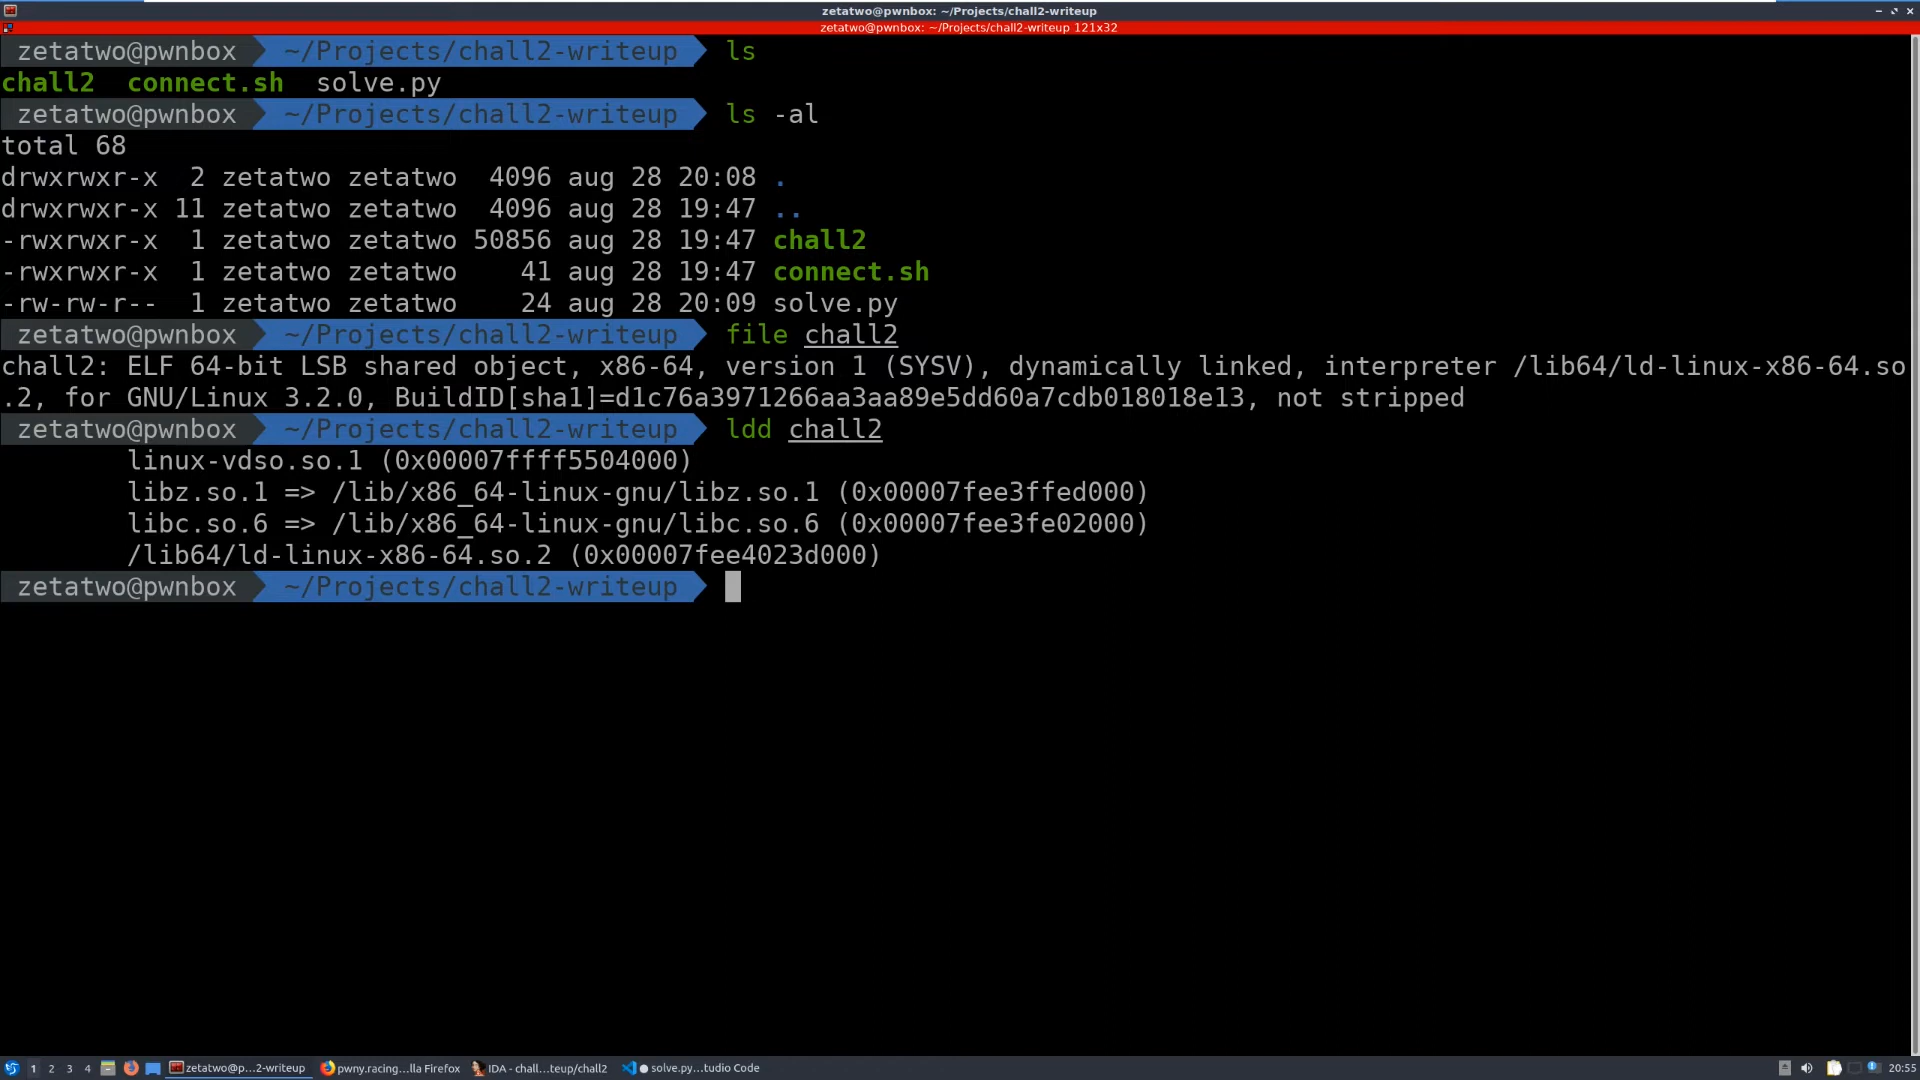 zetatwo@pwnbox: ~/Projects/chall2-writeup
zetatwo@pwnbox: ~/Projects/chall2-writeup 121x32
zetatwo@pwnbox ~/Projects/chall2-writeup ls
chall2 connect.sh solve.py
zetatwo@pwnbox ~/Projects/chall2-writeup ls -al
total 68
drwxrwxr-x 2 zetatwo zetatwo 4096 aug 28 20:08 .
drwxrwxr-x 11 zetatwo zetatwo 4096 aug 28 19:47 ..
-rwxrwxr-x 1 zetatwo zetatwo 50856 aug 28 19:47 chall2
-rwxrwxr-x 1 zetatwo zetatwo 41 aug 28 19:47 connect.sh
-rw-rw-r-- 1 zetatwo zetatwo 24 aug 28 20:09 solve.py
zetatwo@pwnbox ~/Projects/chall2-writeup file chall2
chall2: ELF 64-bit LSB shared object, x86-64, version 1 (SYSV), dynamically linked, interpreter /lib64/ld-linux-x86-64.so
.2, for GNU/Linux 3.2.0, BuildID[sha1]=d1c76a3971266aa3aa89e5dd60a7cdb018018e13, not stripped
zetatwo@pwnbox ~/Projects/chall2-writeup ldd chall2
linux-vdso.so.1 (0x00007ffff5504000)
libz.so.1 => /lib/x86_64-linux-gnu/libz.so.1 (0x00007fee3ffed000)
libc.so.6 => /lib/x86_64-linux-gnu/libc.so.6 (0x00007fee3fe02000)
/lib64/ld-linux-x86-64.so.2 (0x00007fee4023d000)
zetatwo@pwnbox ~/Projects/chall2-writeup
1 2 3 4 zetatwo@p...2-writeup pwny.racing...lla Firefox IDA - chall...teup/chall2 ● solve.py...tudio Code 20:55